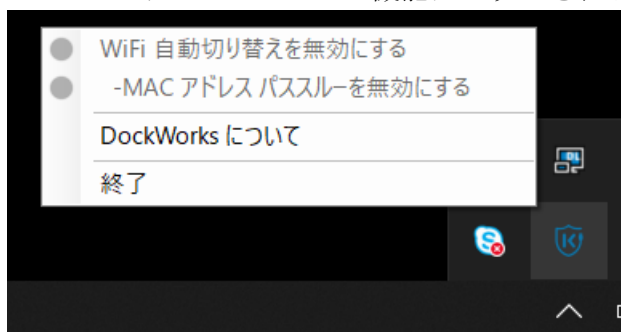 WiFi 自動切り替えを無効にする
-MAC アドレス パススルーを無効にする
DockWorks について
終了
DL